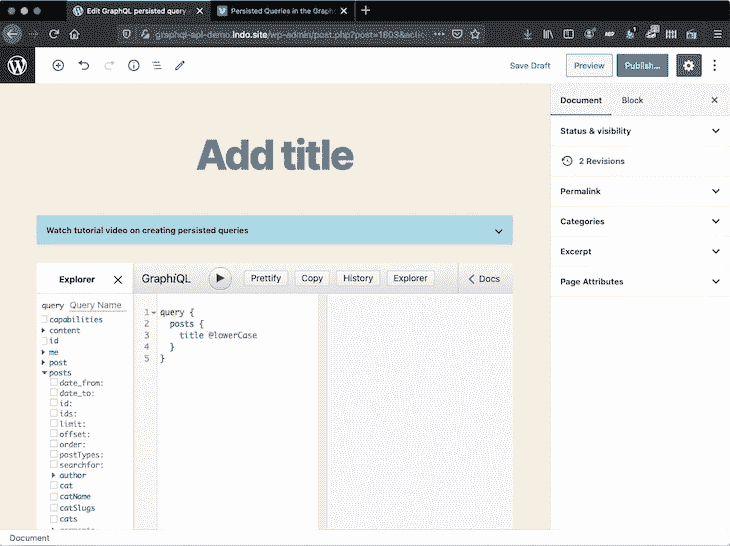 Edit GraphQL persisted query
Persisted Queries in the Graph
graphql-api-demo.lndo.site/wp-admin/post.php?post=1603&actio
Save Draft
Preview
Publish...
Document
Block
Add title
Status & visibility
2 Revisions
Permalink
Categories
Excerpt
Page Attributes
Watch tutorial video on creating persisted queries
Explorer
GraphiQL
Prettify
Copy
History
Explorer
Docs
query Query Name
capabilities
content
id
me
post
posts
date_from:
date_to:
id:
ids:
limit:
offset:
order:
postTypes:
searchfor:
author
cat
catName
catSlugs
cats
1 query {
2 posts {
3 title @lowerCase
4 }
5 }
Document